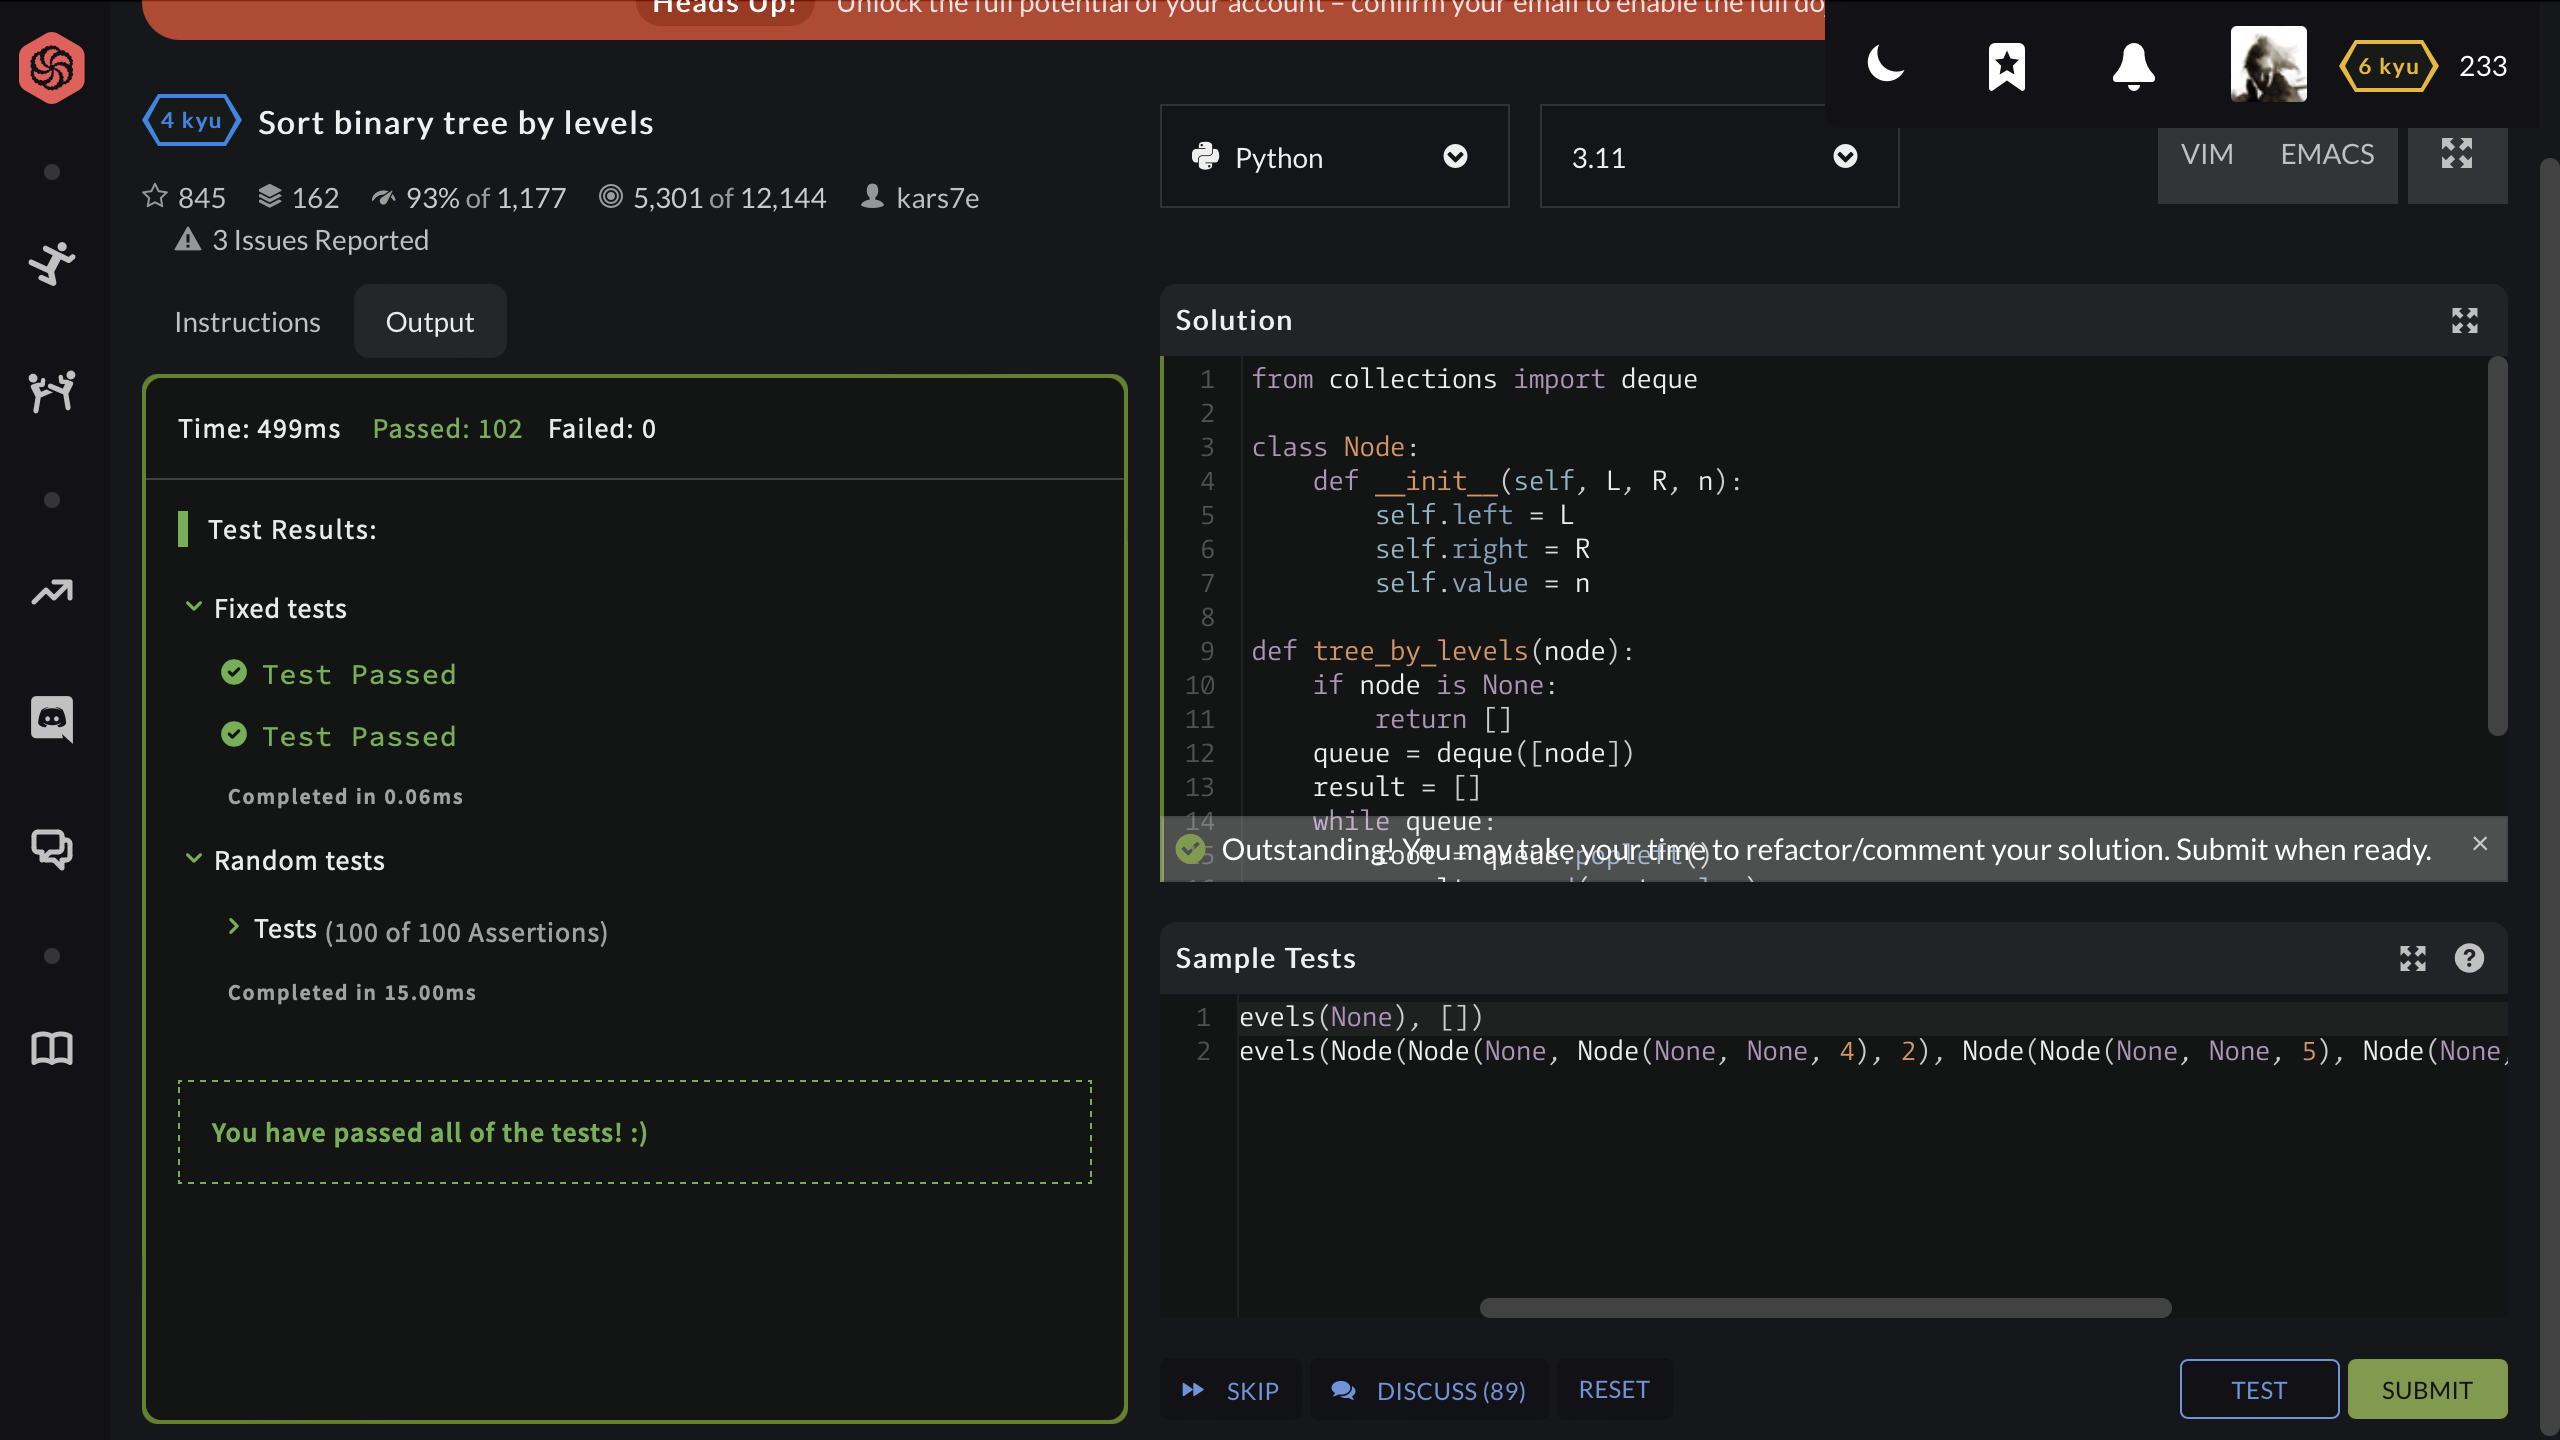 Heads Up! Unlock the full potential of your account – confirm your email to enable the full do
6 kyu 233
4 kyu Sort binary tree by levels
845 162 93% of 1,177 5,301 of 12,144 kars7e
3 Issues Reported
Python
3.11
VIM EMACS
Instructions Output
Time: 499ms Passed: 102 Failed: 0
Test Results:
Fixed tests
Test Passed
Test Passed
Completed in 0.06ms
Random tests
Tests (100 of 100 Assertions)
Completed in 15.00ms
You have passed all of the tests! :)
Solution
1 from collections import deque
2
3 class Node:
4     def __init__(self, L, R, n):
5         self.left = L
6         self.right = R
7         self.value = n
8
9 def tree_by_levels(node):
10     if node is None:
11         return []
12     queue = deque([node])
13     result = []
14     while queue:
15         root = queue.popleft()
Outstanding! You may take your time to refactor/comment your solution. Submit when ready.
Sample Tests
1 evels(None), [])
2 evels(Node(Node(None, Node(None, None, 4), 2), Node(Node(None, None, 5), Node(None,
SKIP DISCUSS (89) RESET TEST SUBMIT